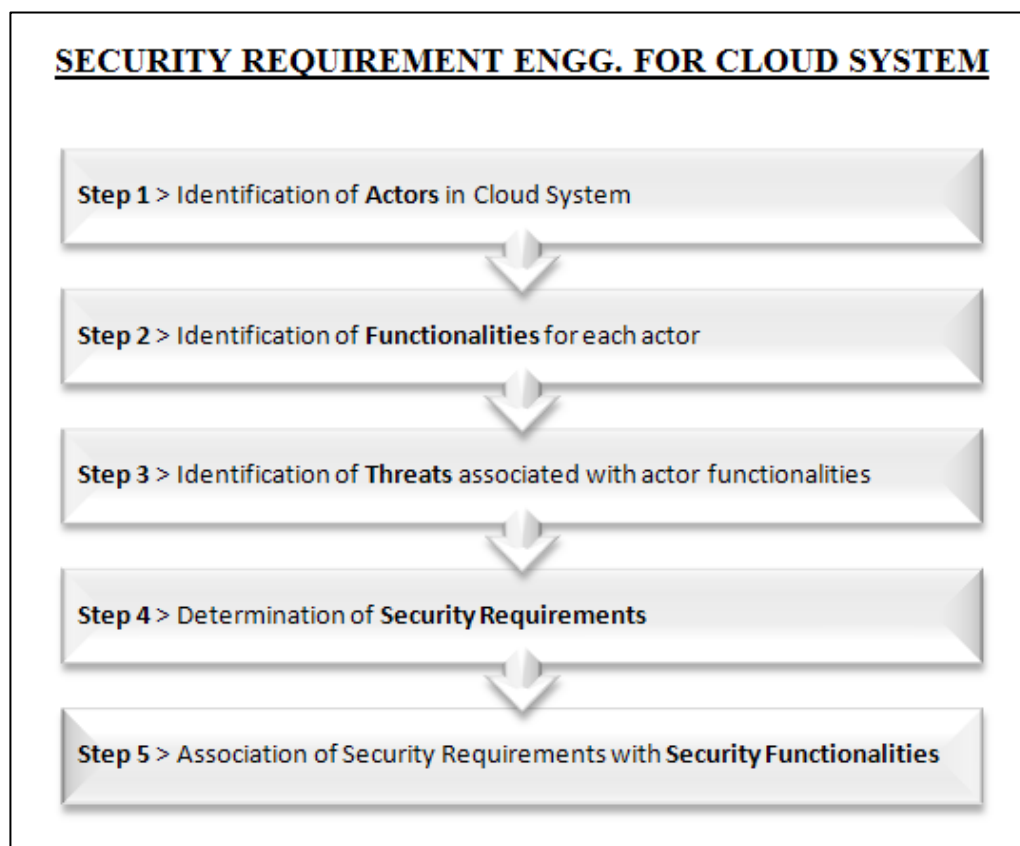 SECURITY REQUIREMENT ENGG. FOR CLOUD SYSTEM
Step 1 > Identification of Actors in Cloud System
Step 2 > Identification of Functionalities for each actor
Step 3 > Identification of Threats associated with actor functionalities
Step 4 > Determination of Security Requirements
Step 5 > Association of Security Requirements with Security Functionalities